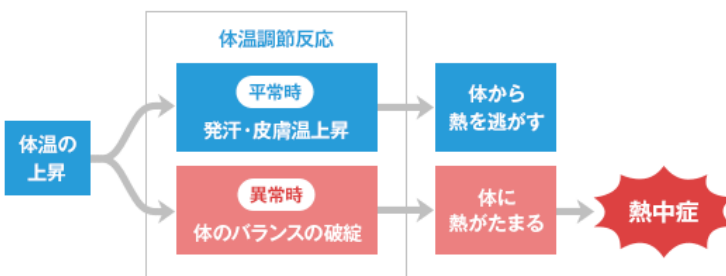 体温調節反応
体温の
上昇
平常時
発汗・皮膚温上昇
体から
熱を逃がす
異常時
体のバランスの破綻
体に
熱がたまる
熱中症